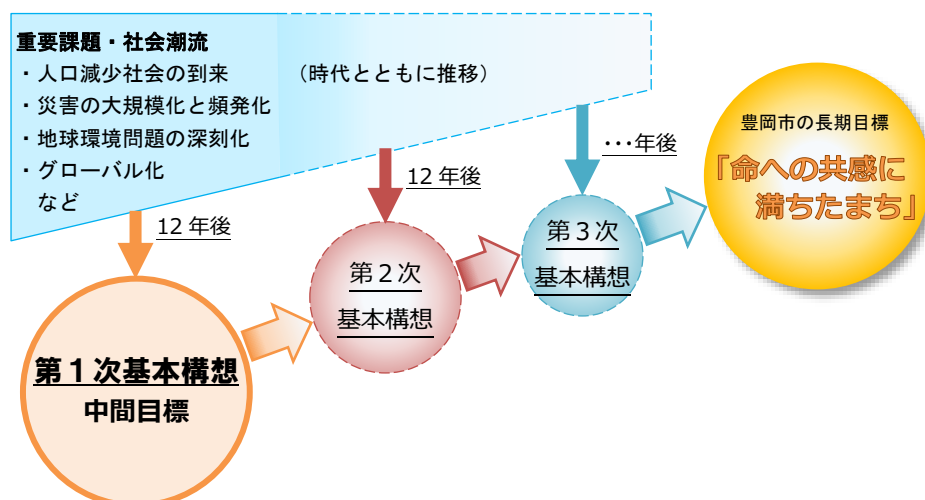 重要課題・社会潮流
・人口減少社会の到来
(時代とともに推移)
・災害の大規模化と頻発化
・地球環境問題の深刻化
・グローバル化
など
12年後
12年後
…年後
第1次基本構想
中間目標
第2次
基本構想
第3次
基本構想
豊岡市の長期目標
「命への共感に
満ちたまち」